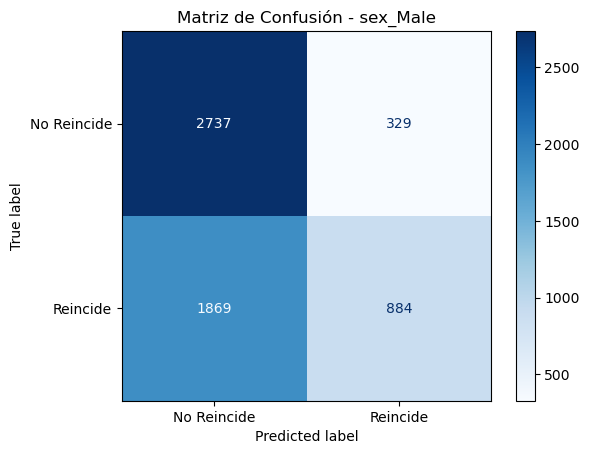 Matriz de Confusión - sex_Male
No Reincide
2737
329
Reincide
1869
884
No Reincide
Reincide
Predicted label
True label
2500
2000
1500
1000
500